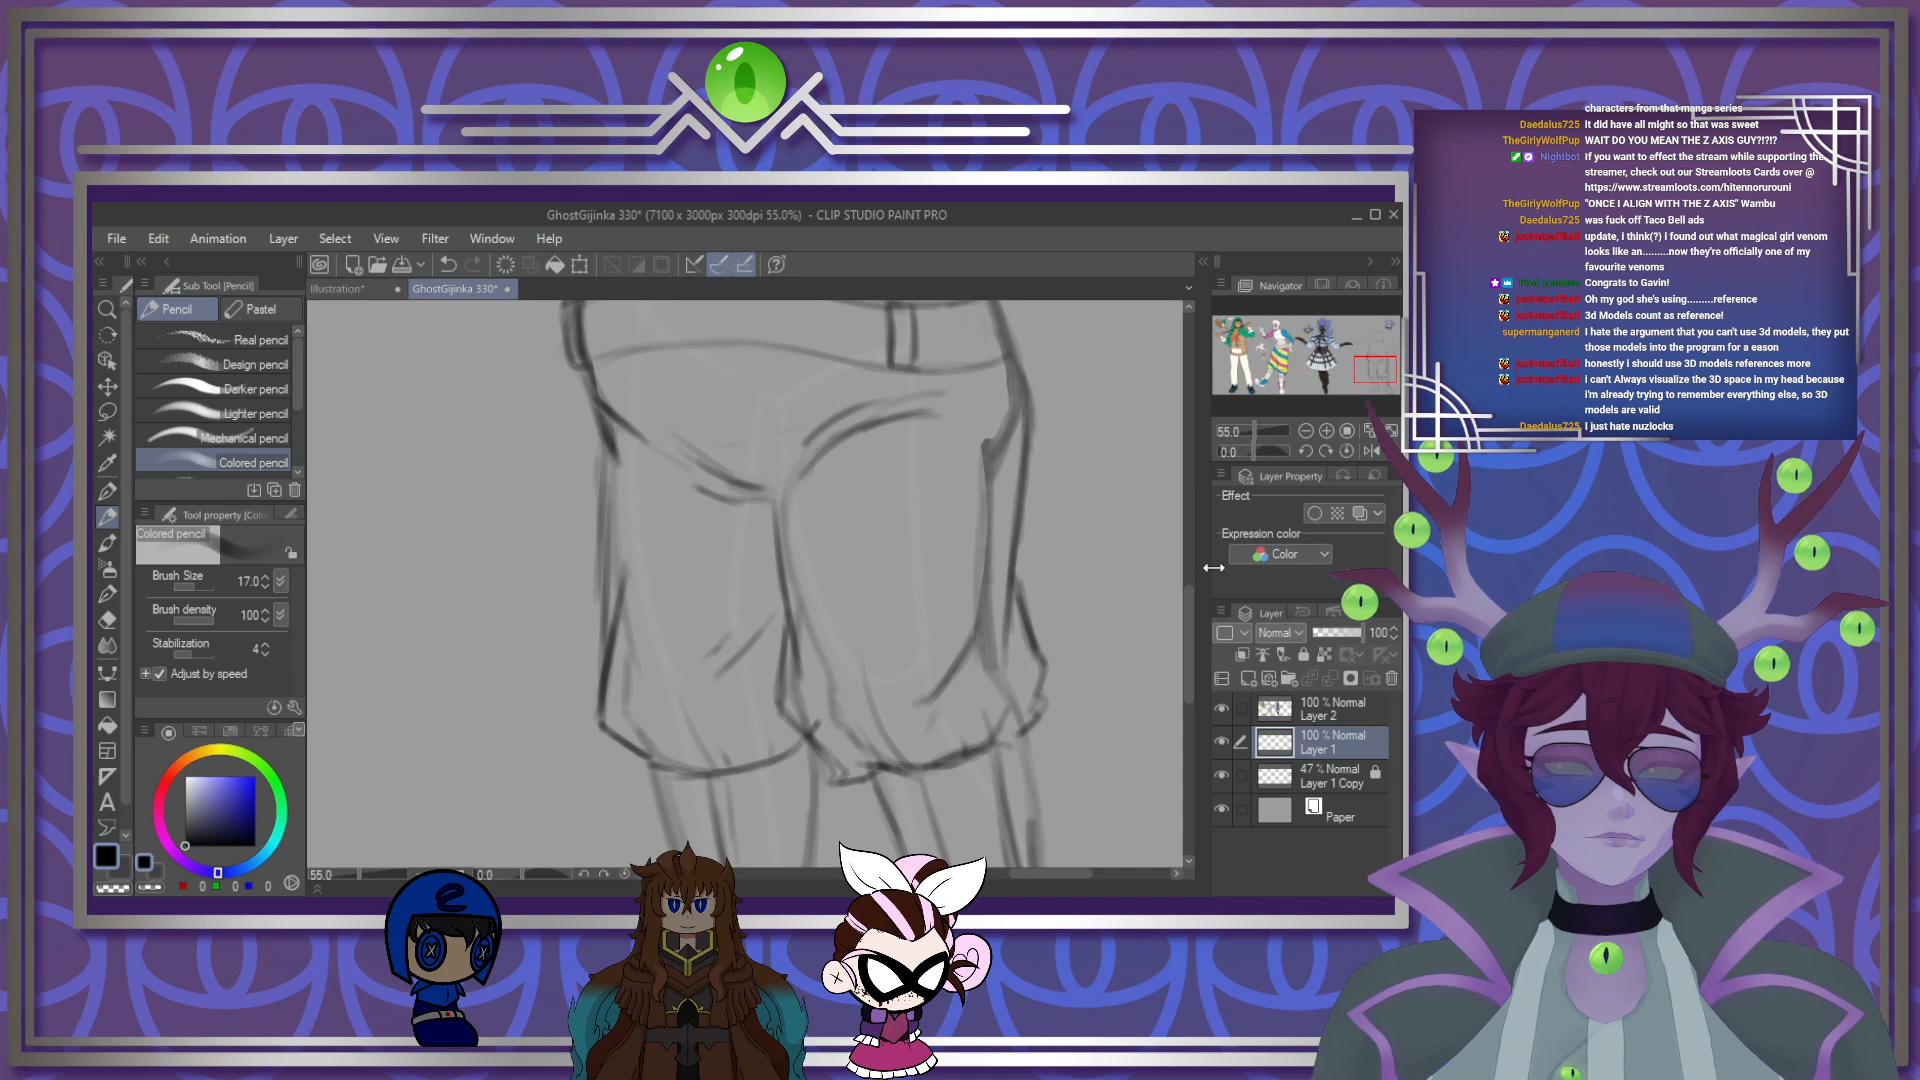 GhostGijinka 330* (7100 x 3000px 300dpi 55.0%) - CLIP STUDIO PAINT PRO
File Edit Animation Layer Select View Filter Window Help
Sub Tool [Pencil]
Illustration*
GhostGijinka 330*
Pencil
Pastel
Real pencil
Design pencil
Darker pencil
Lighter pencil
Mechanical pencil
Colored pencil
Tool property [Colo
Colored pencil
Brush Size 17.0
Brush density 100
Stabilization 4
Adjust by speed
0 0 0
55.0
0.0
Navigator
55.0
0.0
Layer Property
Effect
Expression color
Color
Layer
Normal 100
100 % Normal
Layer 2
100 % Normal
Layer 1
47 % Normal
Layer 1 Copy
Paper
characters from that manga series
Daedalus725 It did have all might so that was sweet
TheGirlyWolfPup WAIT DO YOU MEAN THE Z AXIS GUY?!?!?
Nightbot If you want to effect the stream while supporting the
streamer, check out our Streamloots Cards over @
https://www.streamloots.com/hitennorurouni
TheGirlyWolfPup "ONCE I ALIGN WITH THE Z AXIS" Wambu
Daedalus725 was fuck off Taco Bell ads
update, i think(?) i found out what magical girl venom
looks like an.........now they're officially one of my
favourite venoms
Congrats to Gavin!
Oh my god she's using.........reference
3d Models count as reference!
supermanganerd I hate the argument that you can't use 3d models, they put
those models into the program for a eason
honestly i should use 3D models references more
i can't Always visualize the 3D space in my head because
i'm already trying to remember everything else, so 3D
models are valid
Daedalus725 I just hate nuzlocks